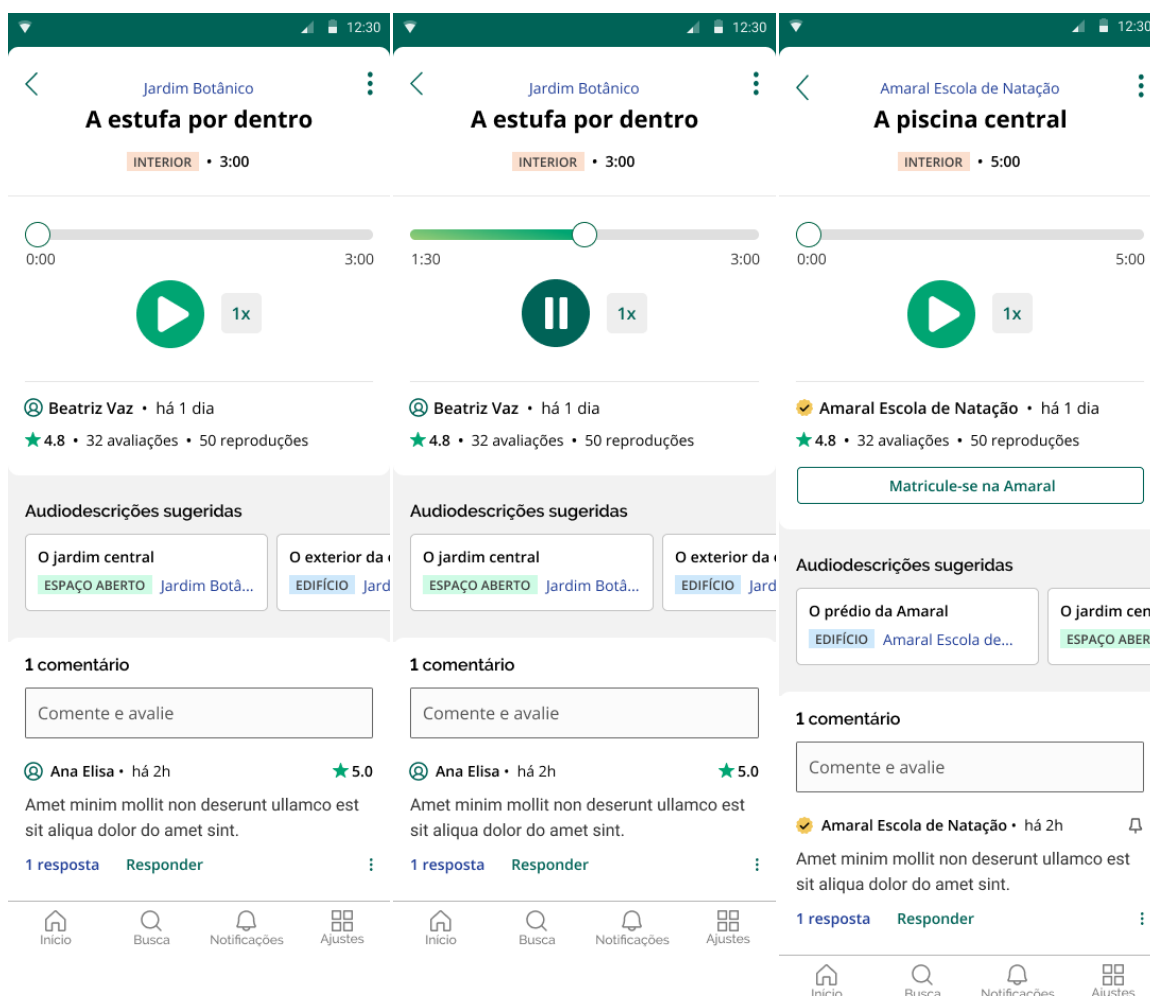 12:30
Jardim Botânico
A estufa por dentro
INTERIOR • 3:00
0:00 3:00
1x
Beatriz Vaz • há 1 dia
4.8 • 32 avaliações • 50 reproduções
Audiodescrições sugeridas
O jardim central
ESPAÇO ABERTO Jardim Botâ...
O exterior da
EDIFÍCIO Jard
1 comentário
Comente e avalie
Ana Elisa • há 2h 5.0
Amet minim mollit non deserunt ullamco est
sit aliqua dolor do amet sint.
1 resposta Responder
Início Busca Notificações Ajustes
12:30
Jardim Botânico
A estufa por dentro
INTERIOR • 3:00
1:30 3:00
1x
Beatriz Vaz • há 1 dia
4.8 • 32 avaliações • 50 reproduções
Audiodescrições sugeridas
O jardim central
ESPAÇO ABERTO Jardim Botâ...
O exterior da
EDIFÍCIO Jard
1 comentário
Comente e avalie
Ana Elisa • há 2h 5.0
Amet minim mollit non deserunt ullamco est
sit aliqua dolor do amet sint.
1 resposta Responder
Início Busca Notificações Ajustes
12:30
Amaral Escola de Natação
A piscina central
INTERIOR • 5:00
0:00 5:00
1x
Amaral Escola de Natação • há 1 dia
4.8 • 32 avaliações • 50 reproduções
Matricule-se na Amaral
Audiodescrições sugeridas
O prédio da Amaral
EDIFÍCIO Amaral Escola de...
O jardim cen
ESPAÇO ABER
1 comentário
Comente e avalie
Amaral Escola de Natação • há 2h
Amet minim mollit non deserunt ullamco est
sit aliqua dolor do amet sint.
1 resposta Responder
Início Busca Notificações Ajustes